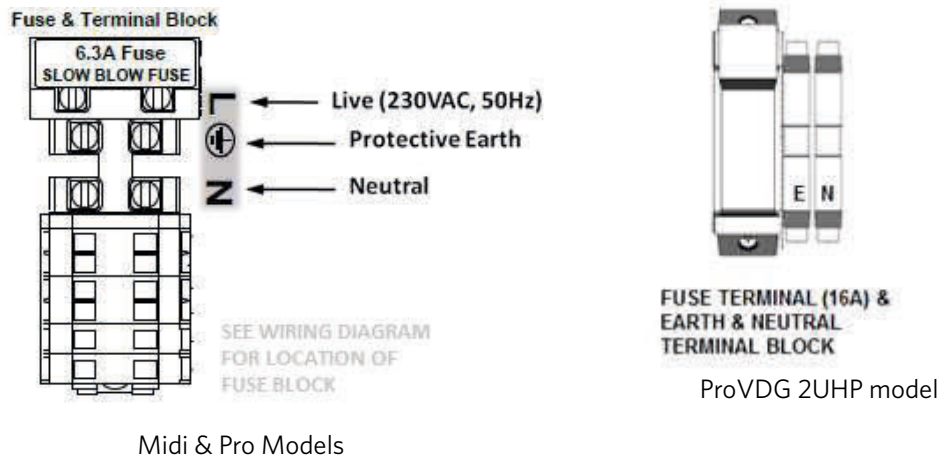 Fuse & Terminal Block
6.3A Fuse
SLOW BLOW FUSE
L
Live (230VAC, 50Hz)
Protective Earth
N
Neutral
SEE WIRING DIAGRAM
FOR LOCATION OF
FUSE BLOCK
Midi & Pro Models
E N
FUSE TERMINAL (16A) &
EARTH & NEUTRAL
TERMINAL BLOCK
ProVDG 2UHP model